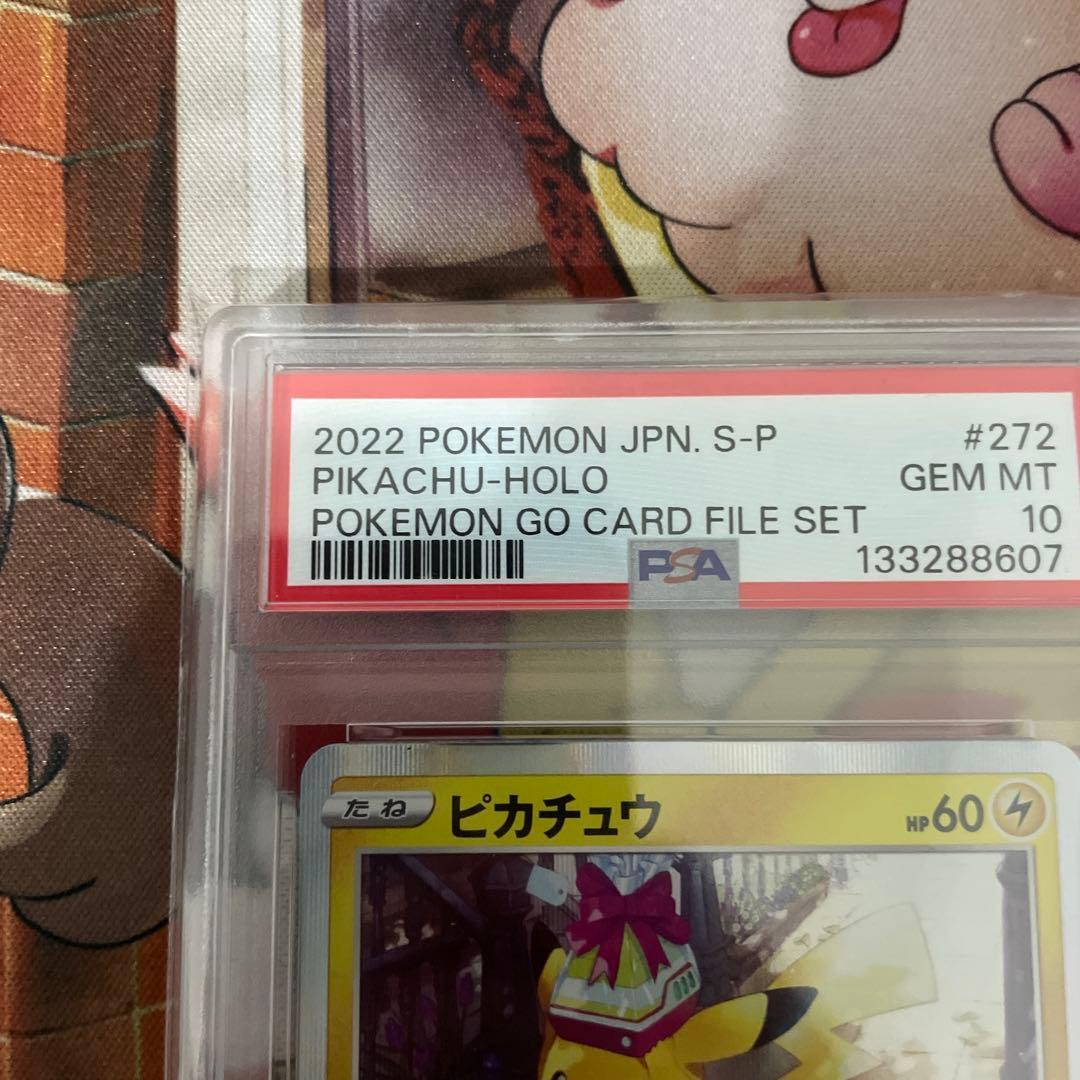 2022 POKEMON JPN. S-P #272
PIKACHU-HOLO GEM MT
POKEMON GO CARD FILE SET 10
PSA 133288607
たね ピカチュウ HP60